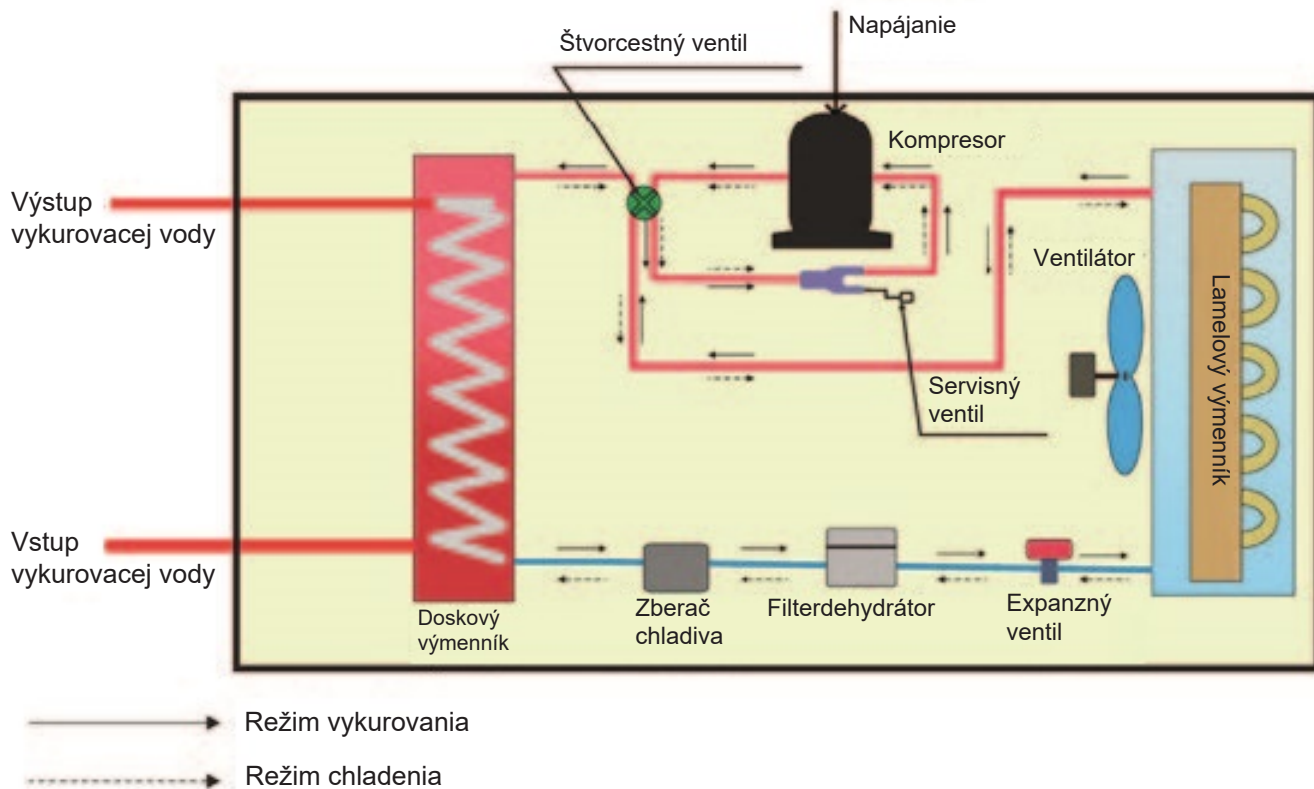 Napájanie
Štvorcestný ventil
Kompresor
Výstup
vykurovacej vody
Ventilátor
Lamelový výmenník
Servisný
ventil
Vstup
vykurovacej vody
Doskový
výmenník
Zberač
chladiva
Filterdehydrátor
Expanzný
ventil
Režim vykurovania
Režim chladenia